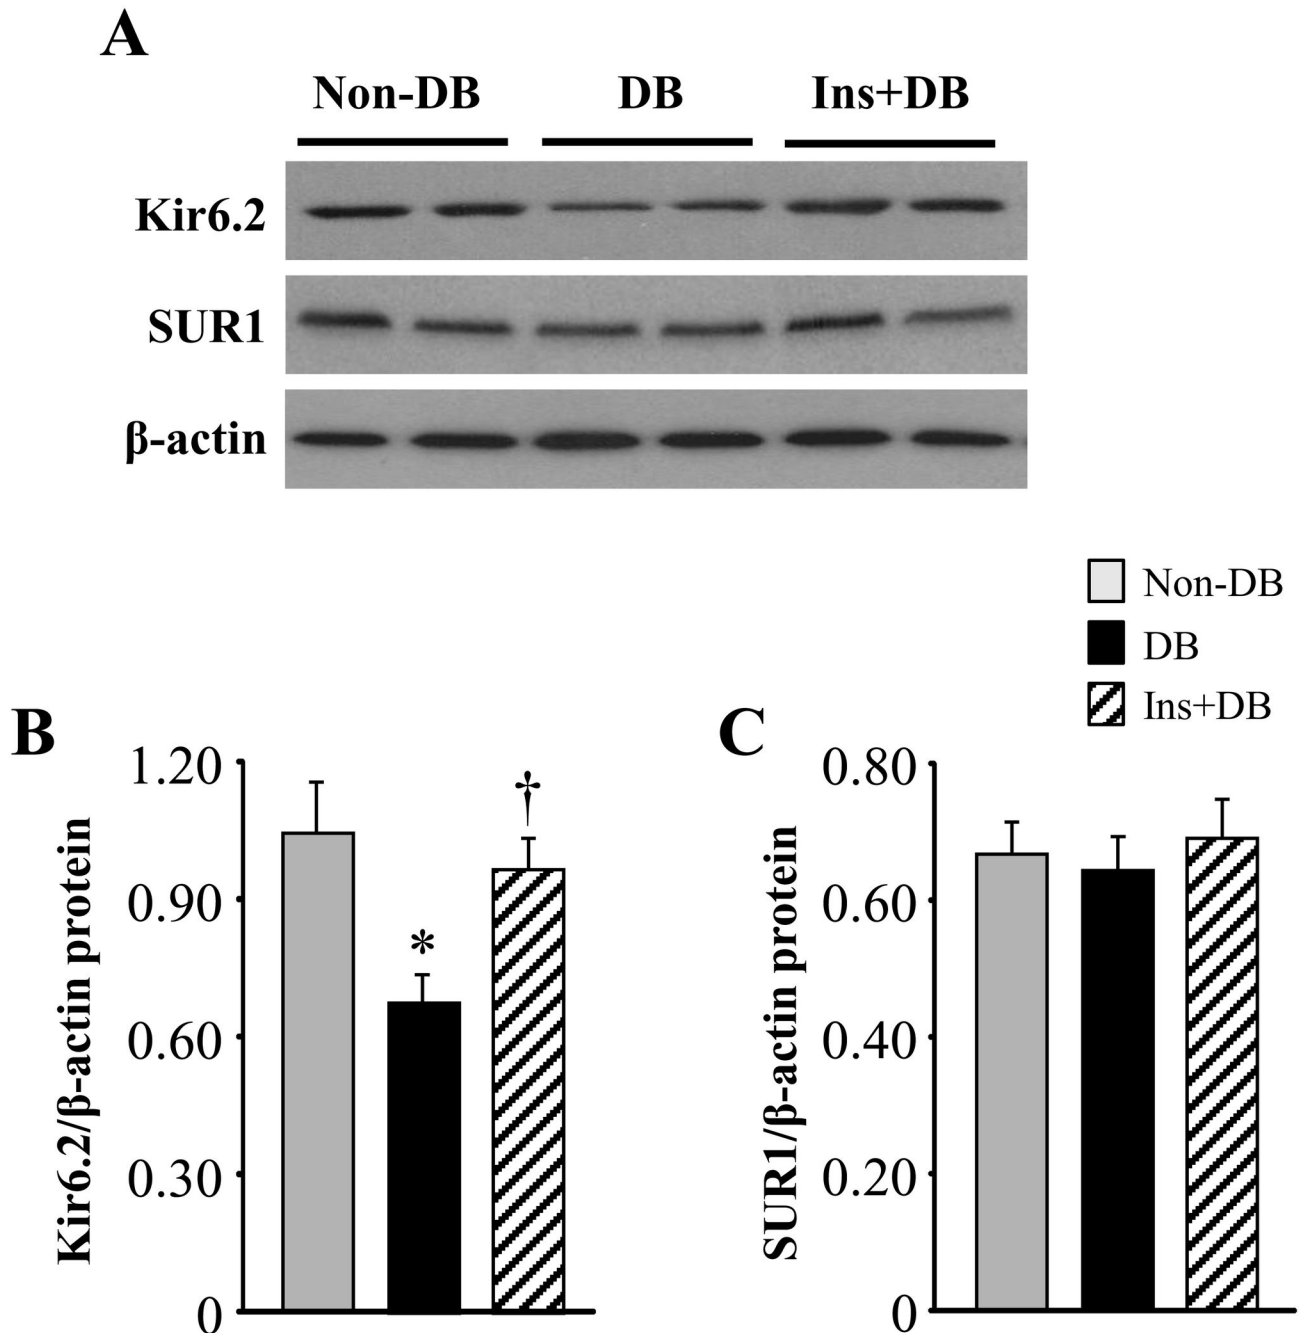 A
Non-DB DB Ins+DB
Kir6.2
SUR1
β-actin
Non-DB
DB
Ins+DB
B
Kir6.2/β-actin protein
1.20
0.90
0.60
0.30
0
*
†
C
SUR1/β-actin protein
0.80
0.60
0.40
0.20
0